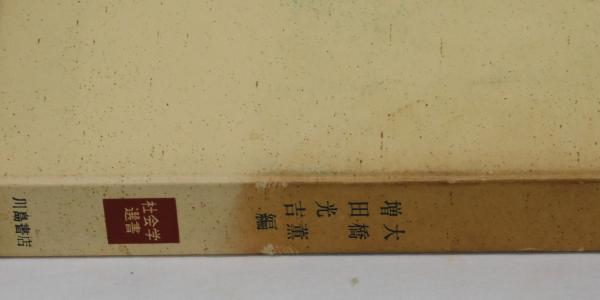 大橋薫
増田光吉
編
社会学
選書
川島書店